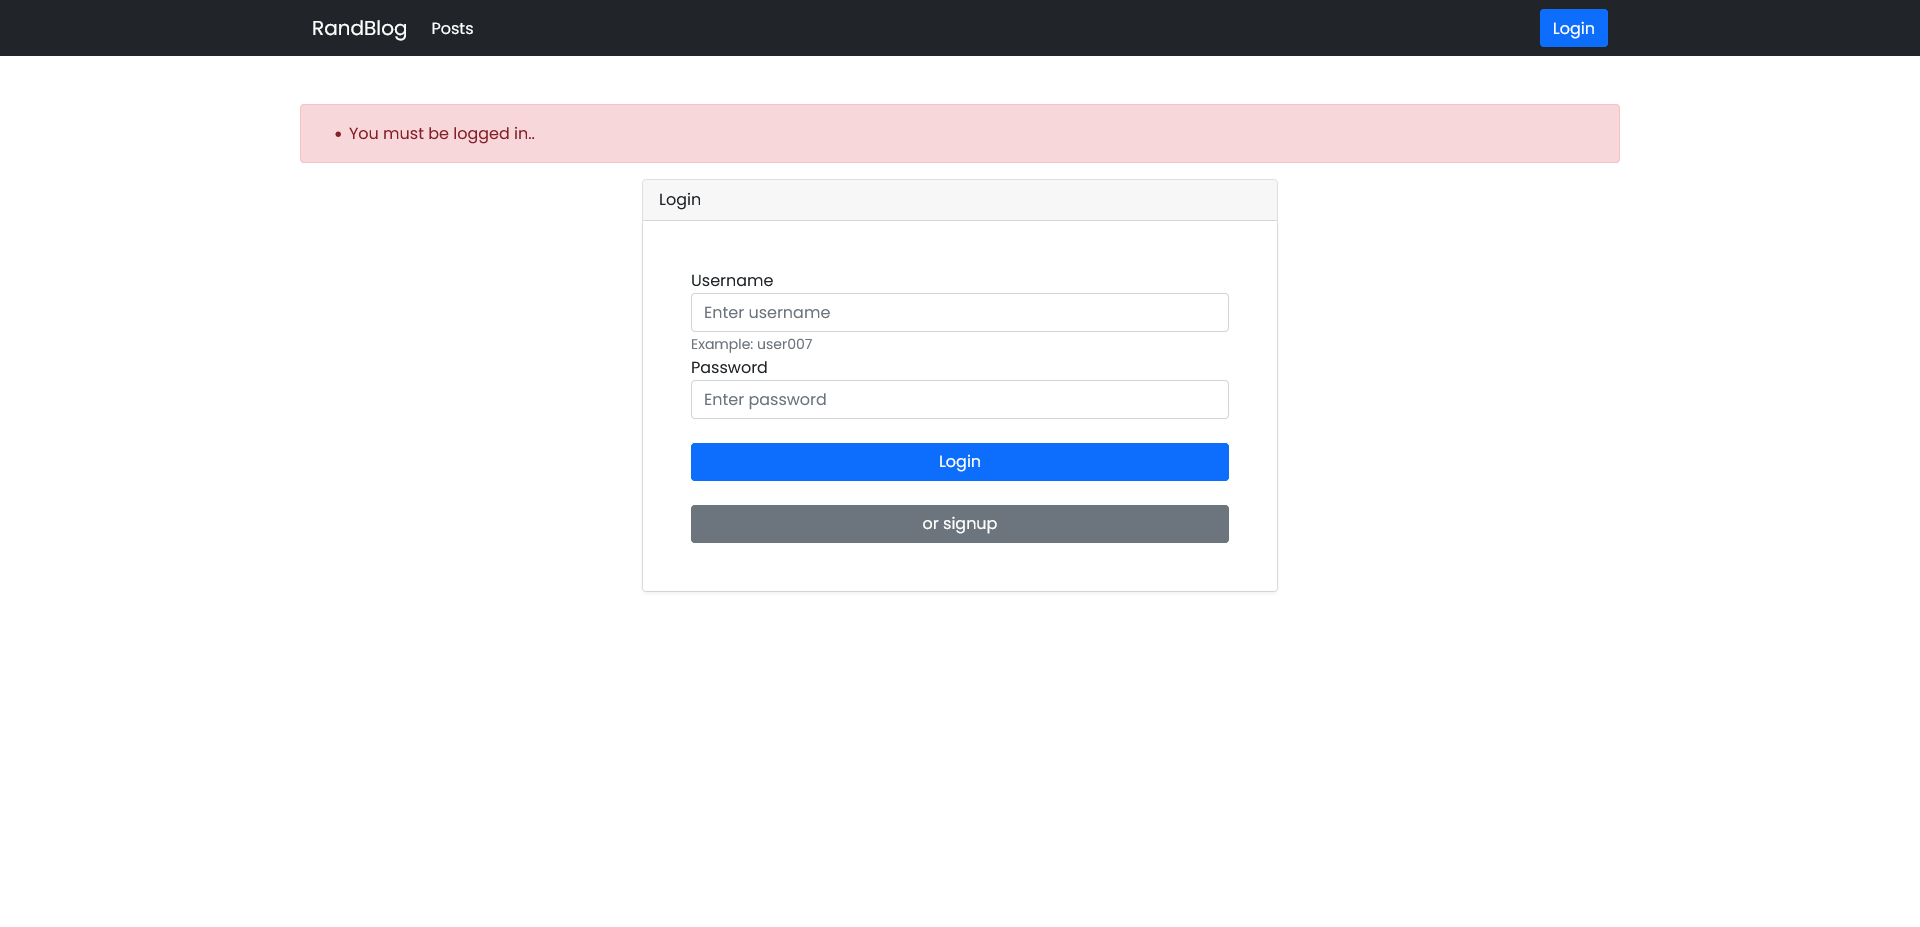 RandBlog Posts Login
• You must be logged in..
Login
Username
Enter username
Example: user007
Password
Enter password
Login
or signup